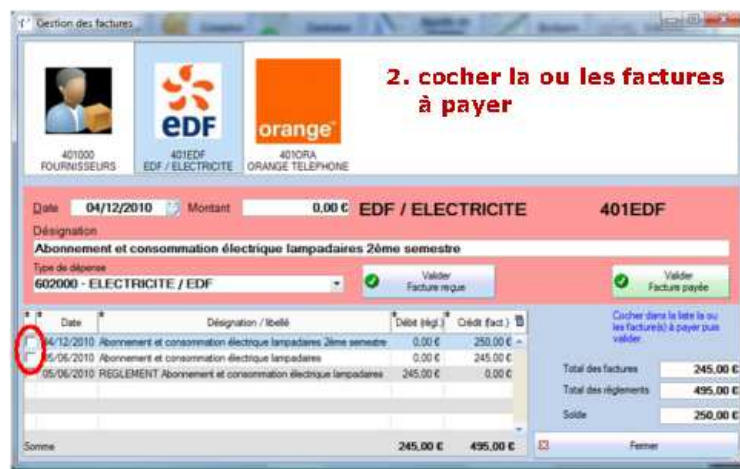 Gestion des factures
2. cocher la ou les factures
à payer
edf
orange
401000
FOURNISSEURS
401EDF
EDF / ELECTRICITE
401ORA
ORANGE TELEPHONE
Date 04/12/2010 Montant 0,00 € EDF / ELECTRICITE 401EDF
Désignation
Abonnement et consommation électrique lampadaires 2ème semestre
Type de dépense
602000 - ELECTRICITE / EDF
Valider
Facture reçue
Valider
Facture payée
Date Désignation / libellé Débit (régl.) Crédit (fact.)
04/12/2010 Abonnement et consommation électrique lampadaires 2ème semestre 0,00 € 250,00 €
05/06/2010 Abonnement et consommation électrique lampadaires 0,00 € 245,00 €
05/06/2010 REGLEMENT Abonnement et consommation électrique lampadaires 245,00 € 0,00 €
Somme 245,00 € 495,00 €
Cocher dans la liste la ou
les facture(s) à payer puis
valider
Total des factures 245,00 €
Total des règlements 495,00 €
Solde 250,00 €
Fermer